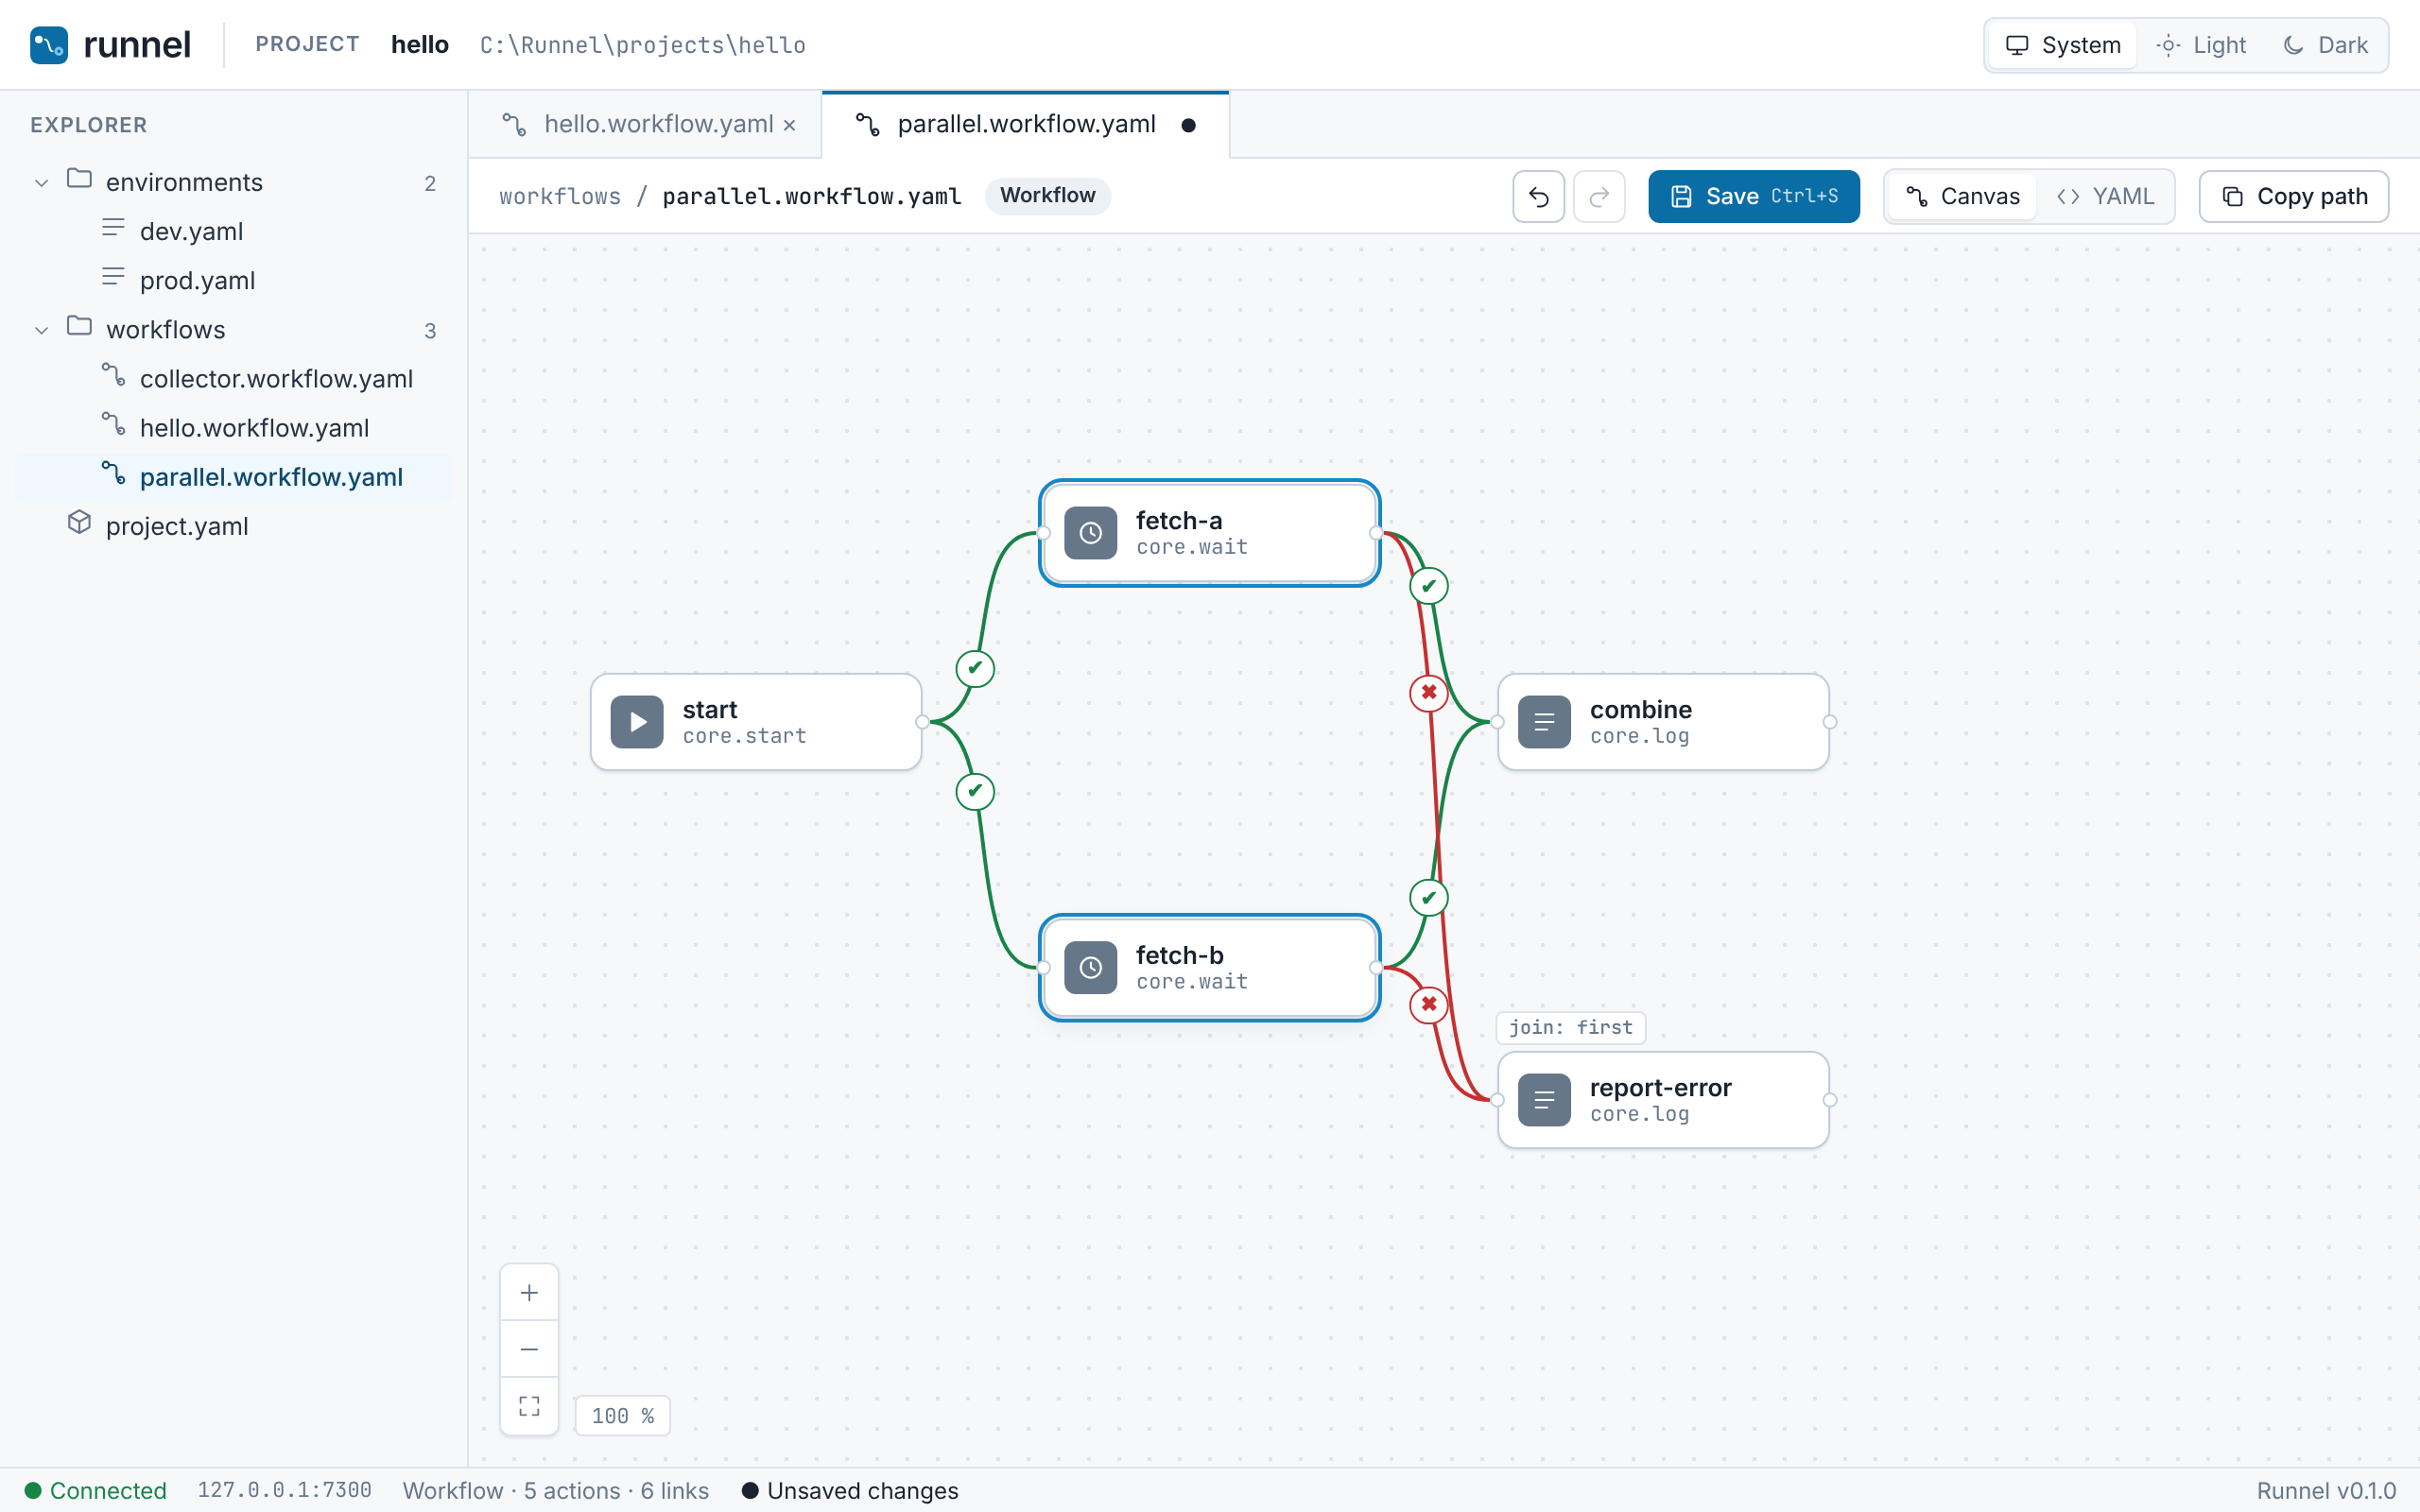 runnel
PROJECT hello C:\Runnel\projects\hello
System Light Dark
EXPLORER
environments 2
dev.yaml
prod.yaml
workflows 3
collector.workflow.yaml
hello.workflow.yaml
parallel.workflow.yaml
project.yaml
hello.workflow.yaml ×
parallel.workflow.yaml ●
workflows / parallel.workflow.yaml Workflow
Save Ctrl+S
Canvas YAML
Copy path
fetch-a
core.wait
start
core.start
combine
core.log
fetch-b
core.wait
join: first
report-error
core.log
100 %
Connected 127.0.0.1:7300 Workflow · 5 actions · 6 links ● Unsaved changes
Runnel v0.1.0